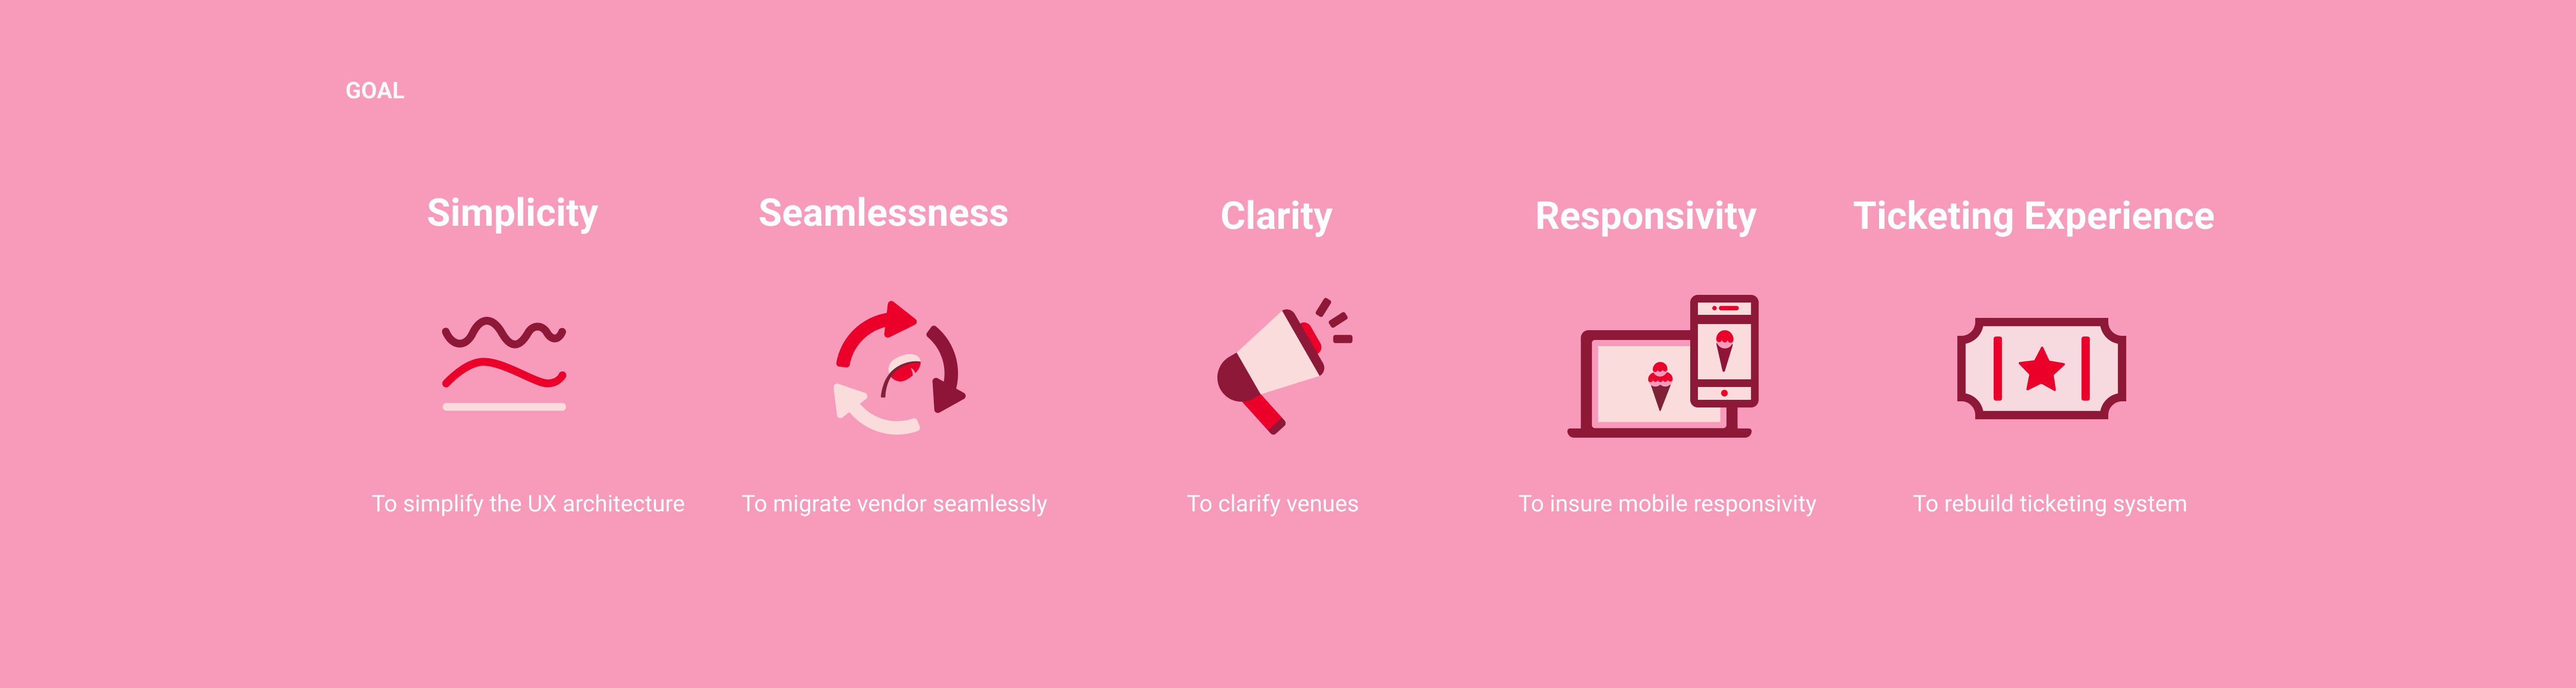 GOAL
Simplicity
Seamlessness
Clarity
Responsivity
Ticketing Experience
To simplify the UX architecture
To migrate vendor seamlessly
To clarify venues
To insure mobile responsivity
To rebuild ticketing system